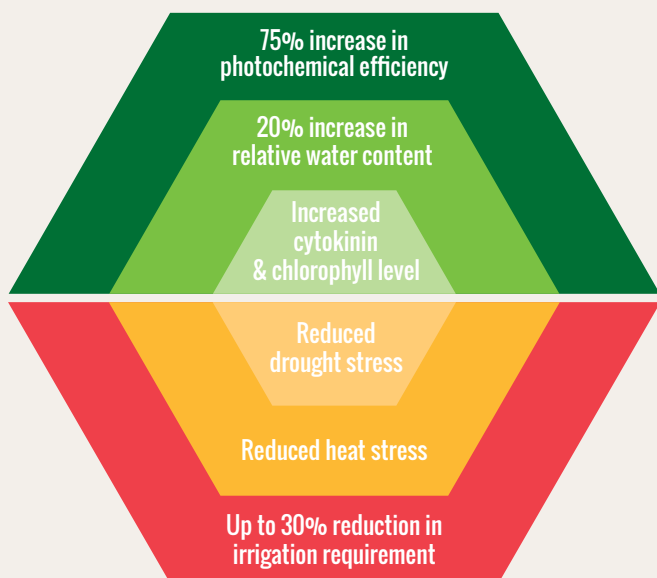 75% increase in
photochemical efficiency
20% increase in
relative water content
Increased
cytokinin
& chlorophyll level
Reduced
drought stress
Reduced heat stress
Up to 30% reduction in
irrigation requirement